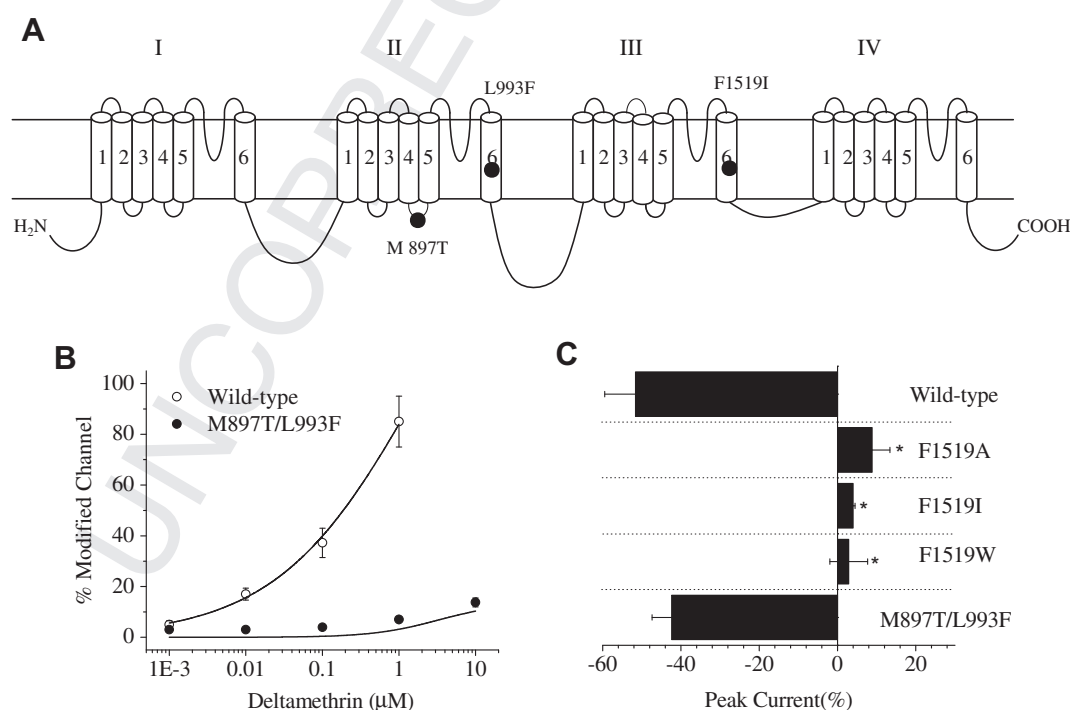 A
I II III IV
L993F
F1519I
1 2 3 4 5 6 1 2 3 4 5 6 1 2 3 4 5 6 1 2 3 4 5 6
H₂N
COOH
M 897T
UNCORREC
B
100
80
60
40
20
0
% Modified Channel
Wild-type
M897T/L993F
1E-3 0.01 0.1 1 10
Deltamethrin (μM)
C
Wild-type
* F1519A
* F1519I
* F1519W
M897T/L993F
-60 -40 -20 0 20
Peak Current(%)